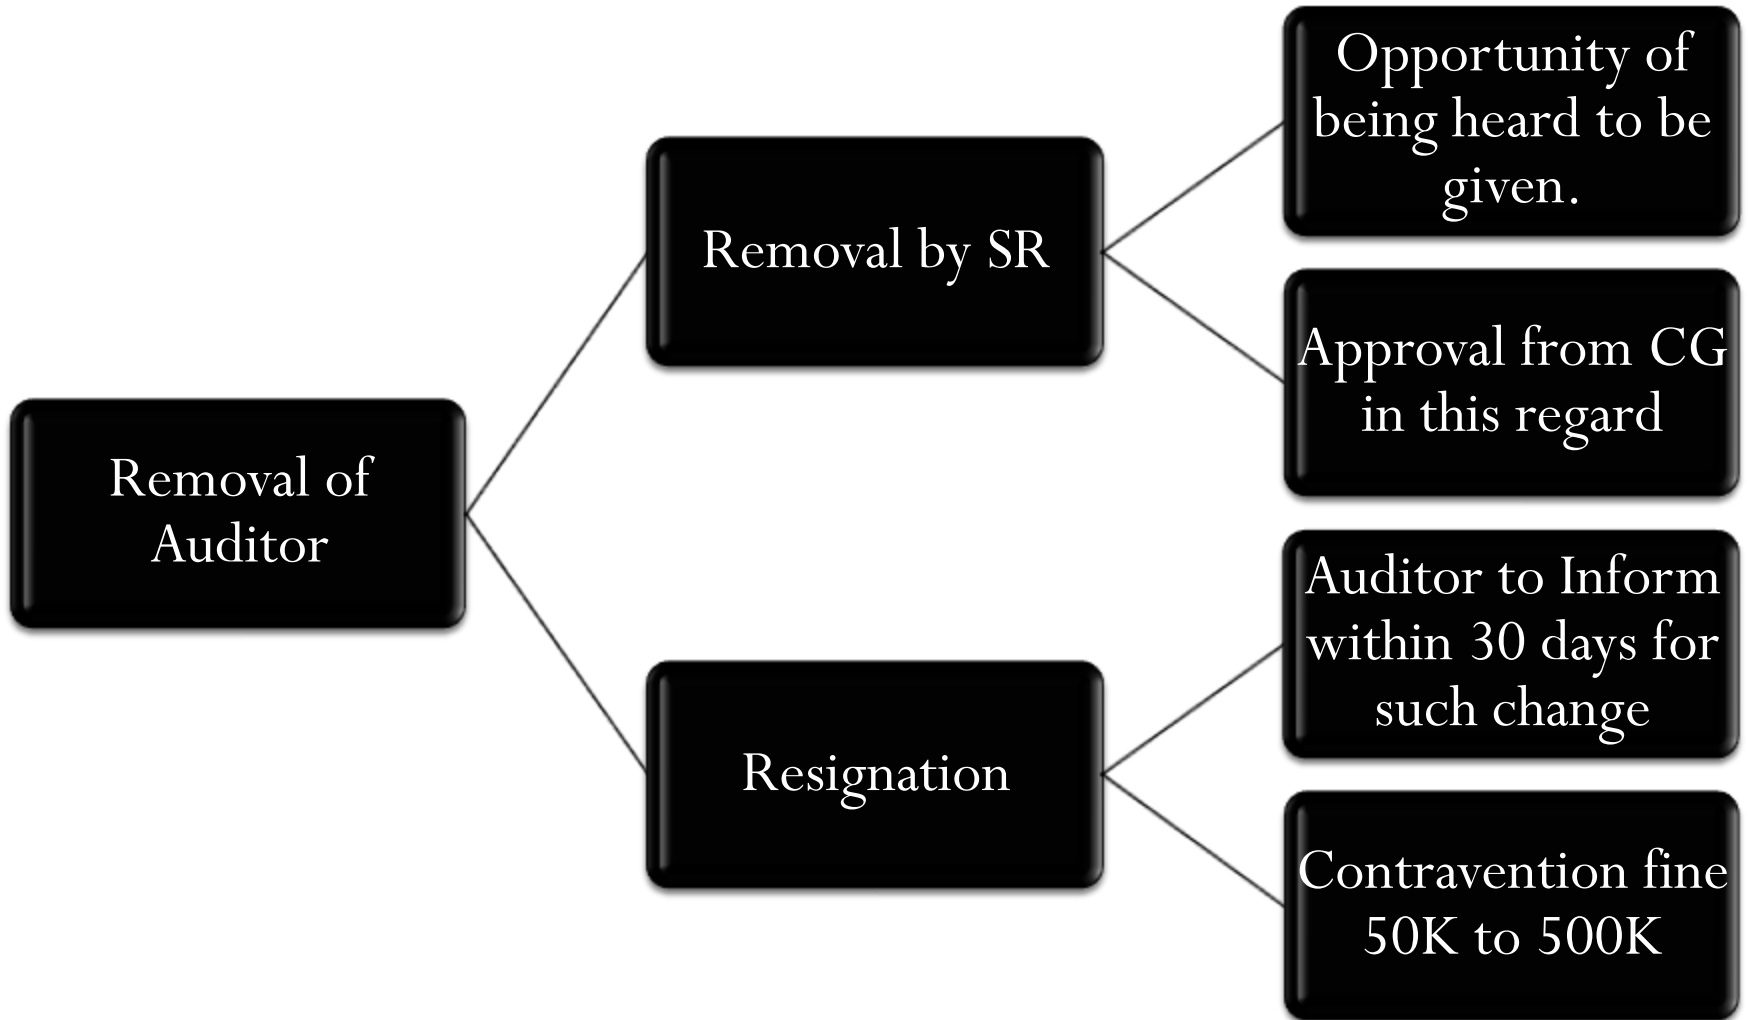 Removal of
Auditor
Removal by SR
Opportunity of
being heard to be
given.
Approval from CG
in this regard
Resignation
Auditor to Inform
within 30 days for
such change
Contravention fine
50K to 500K